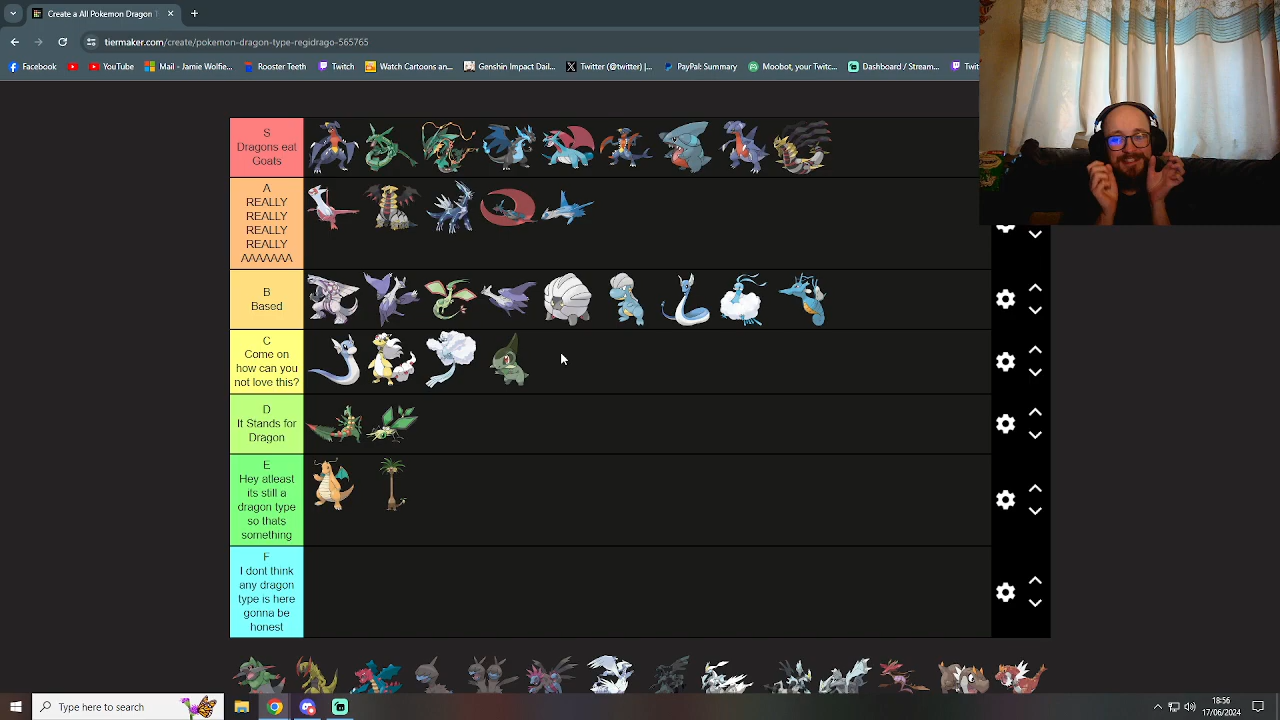 Create a All Pokemon Dragon T
tiermaker.com/create/pokemon-dragon-type-regidrago-565765
Facebook YouTube Mail - Jamie Wolfe... Rooster Teeth Twitch Watch Cartoons an... Genshin Impact Dail... Twitter (@twitter) |... PayPal Summary Modes | your Twitc... Dashboard / Stream... Twit
S
Dragons eat
Goats
A
REALLY
REALLY
REALLY
REALLY
AAAAAAA
B
Based
C
Come on
how can you
not love this?
D
It Stands for
Dragon
E
Hey atleast
its still a
dragon type
so thats
something
F
I dont think
any dragon
type is here
gonna be
honest
Type here to search
18:56
17/06/2024